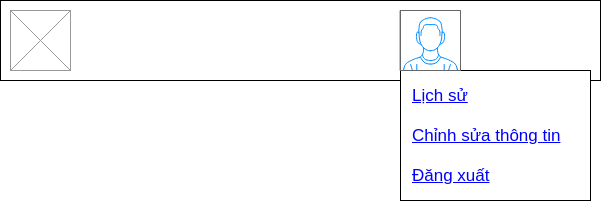 Lịch sử
Chỉnh sửa thông tin
Đăng xuất